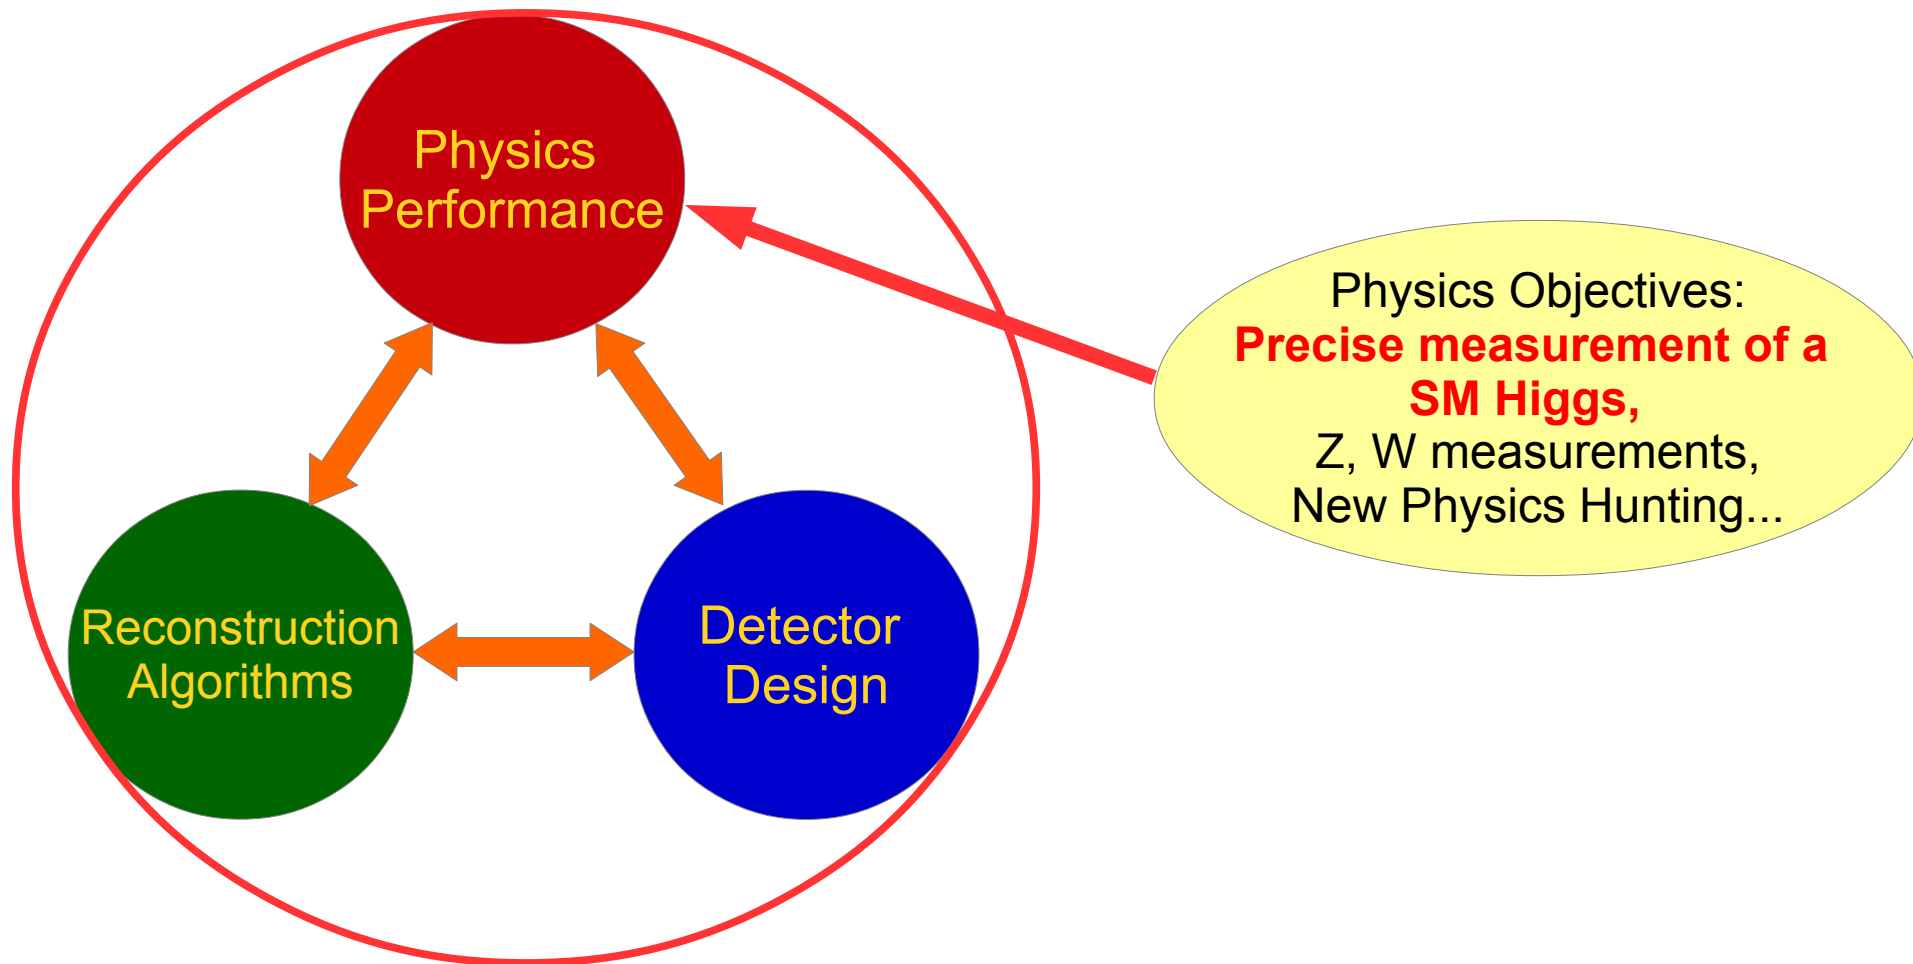 Physics
Performance
Reconstruction
Algorithms
Detector
Design
Physics Objectives:
Precise measurement of a
SM Higgs,
Z, W measurements,
New Physics Hunting...